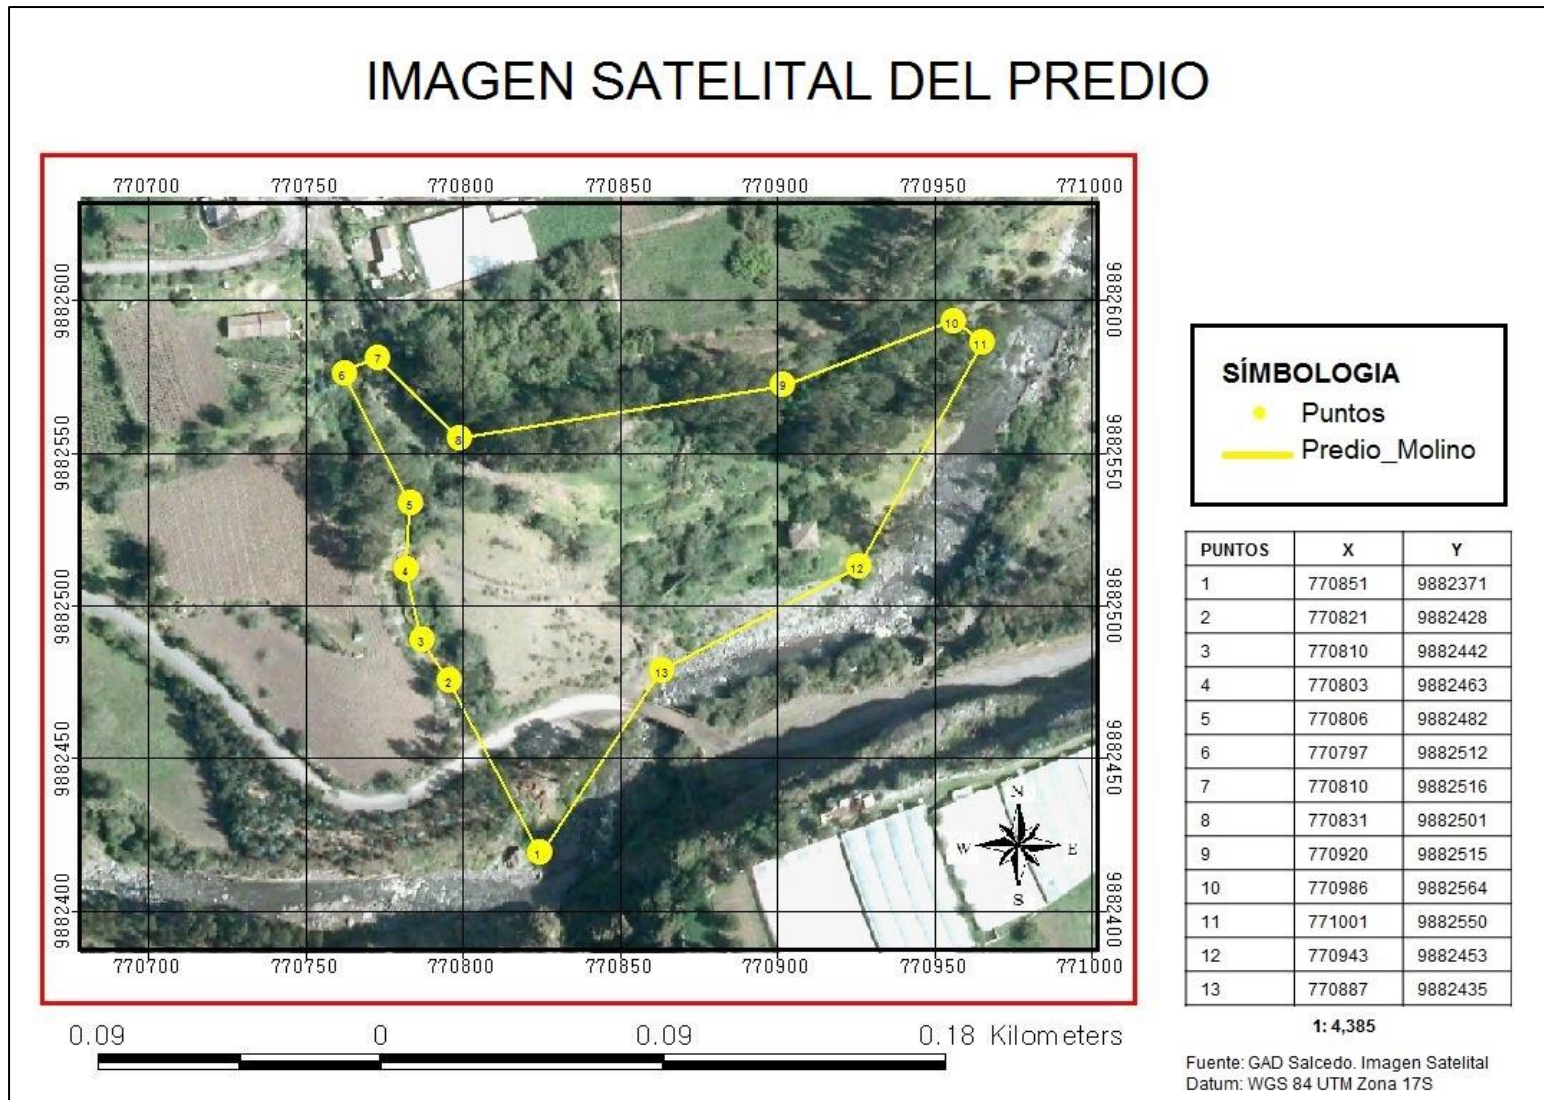 IMAGEN SATELITAL DEL PREDIO
770700 770750 770800 770850 770900 770950 771000
9882600 9882600
9882550 9882550
9882500 9882500
9882450 9882450
9882400 9882400
10
11
7
6
9
8
5
12
4
3
13
2
1
N
W E
S
770700 770750 770800 770850 770900 770950 771000
0.09 0 0.09 0.18 Kilometers
SÍMBOLOGIA
Puntos
Predio_Molino
PUNTOS X Y
1 770851 9882371
2 770821 9882428
3 770810 9882442
4 770803 9882463
5 770806 9882482
6 770797 9882512
7 770810 9882516
8 770831 9882501
9 770920 9882515
10 770986 9882564
11 771001 9882550
12 770943 9882453
13 770887 9882435
1: 4,385
Fuente: GAD Salcedo. Imagen Satelital
Datum: WGS 84 UTM Zona 17S